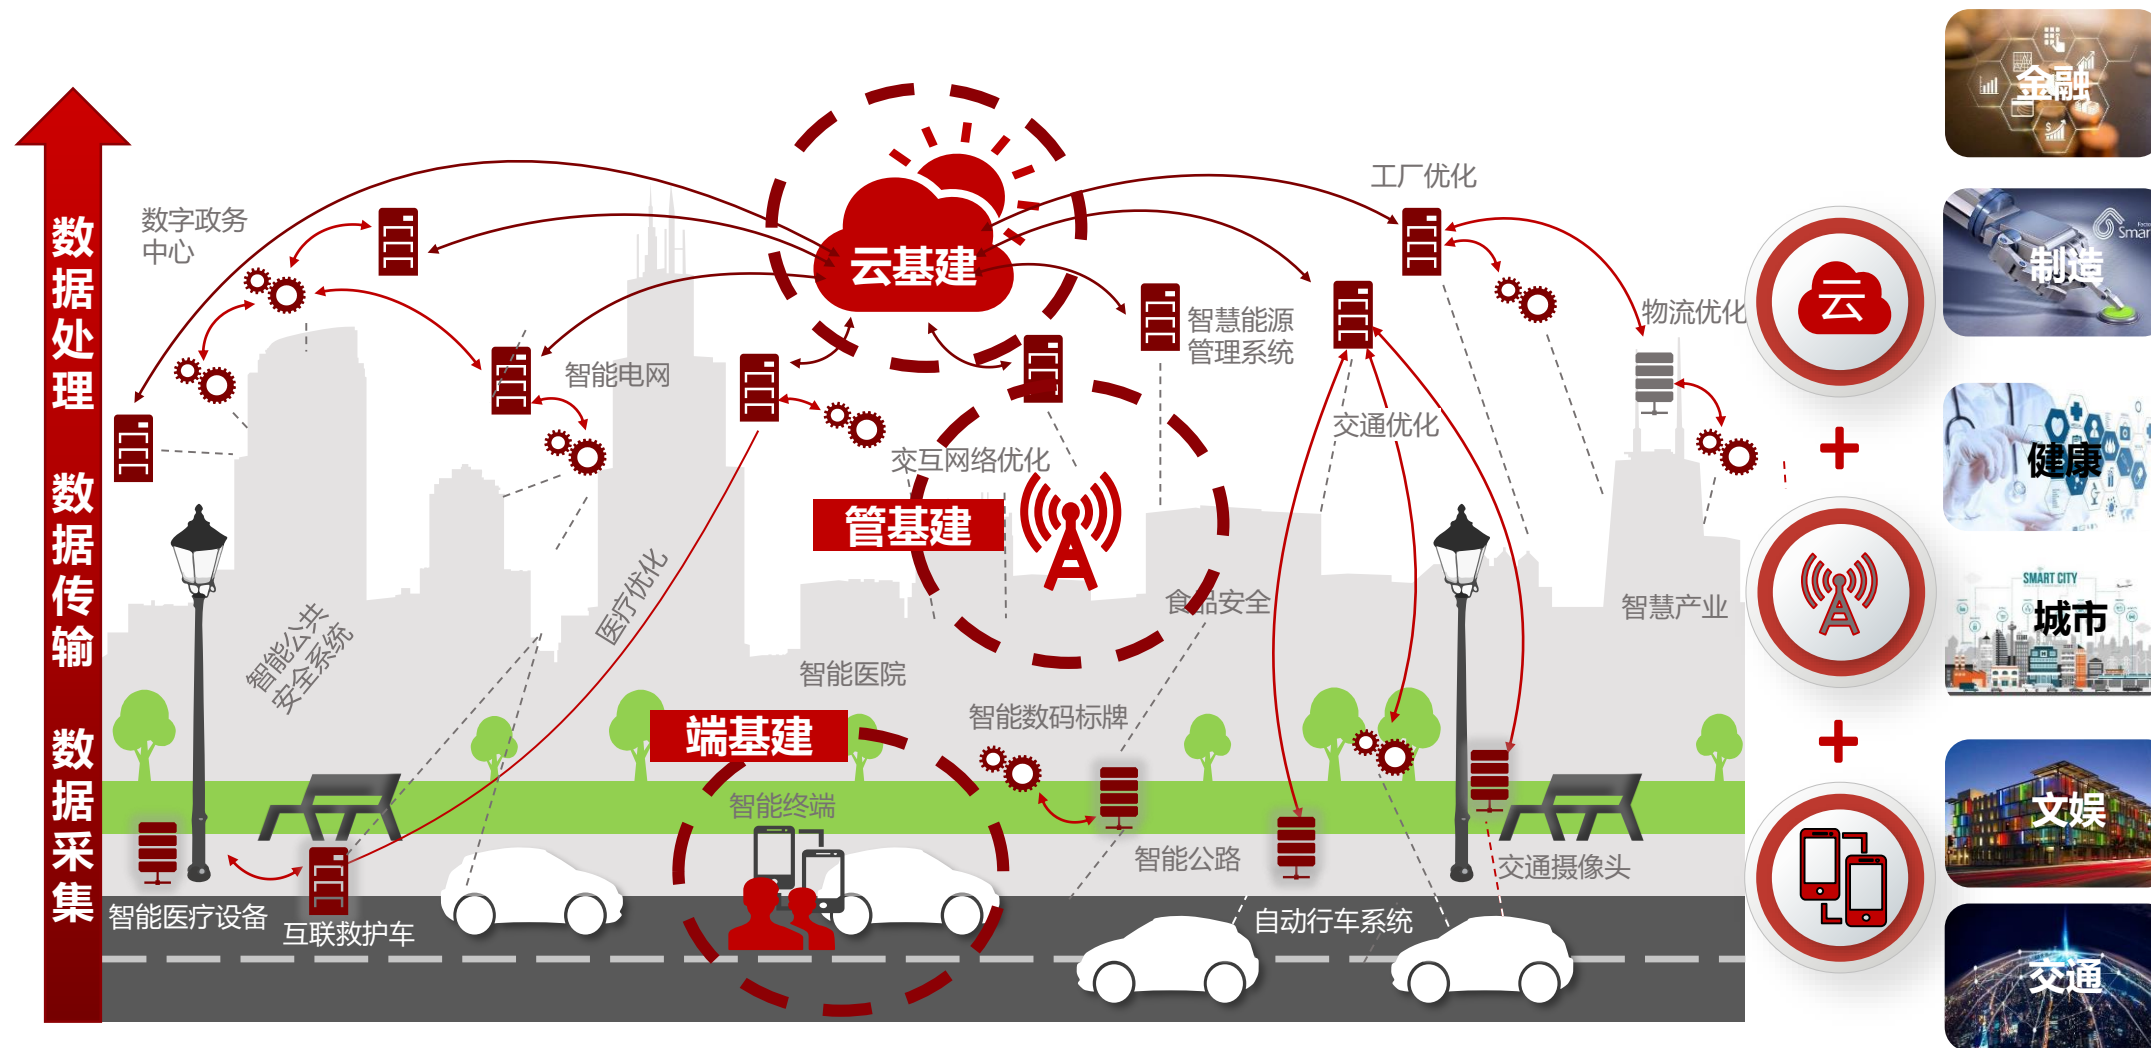 数据处理
数据传输
数据采集
数字政务
中心
云基建
工厂优化
物流优化
智慧能源
管理系统
智能电网
交通优化
交互网络优化
管基建
医疗优化
智能公共
安全系统
食品安全
智慧产业
智能医院
智能数码标牌
端基建
智能终端
智能公路
交通摄像头
智能医疗设备
互联救护车
自动行车系统
云
+
+
金融
Smar
制造
健康
SMART CITY
城市
文娱
交通